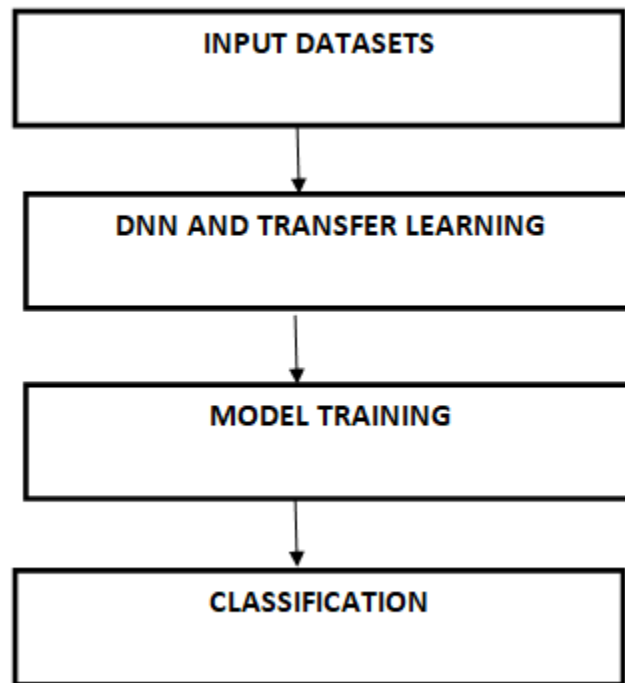 INPUT DATASETS
DNN AND TRANSFER LEARNING
MODEL TRAINING
CLASSIFICATION